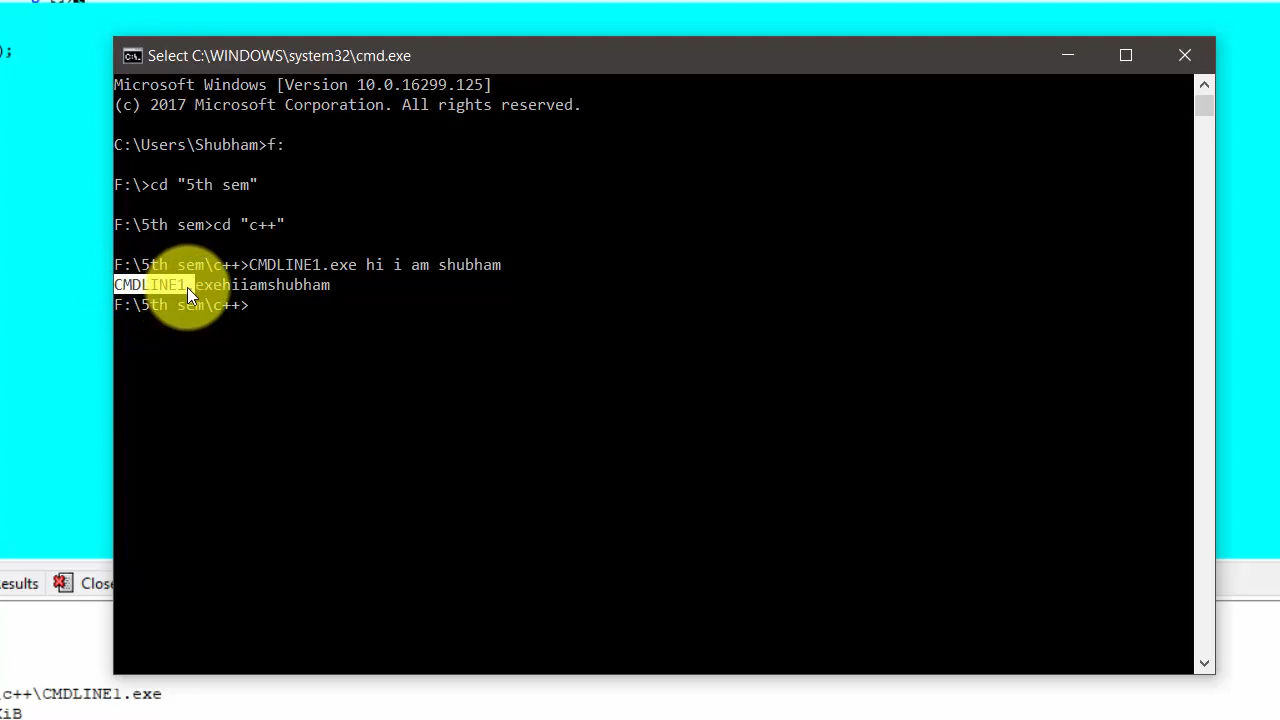 );
Select C:\WINDOWS\system32\cmd.exe
Microsoft Windows [Version 10.0.16299.125]
(c) 2017 Microsoft Corporation. All rights reserved.
C:\Users\Shubham>f:
F:\>cd "5th sem"
F:\5th sem>cd "c++"
F:\5th sem\c++>CMDLINE1.exe hi i am shubham
CMDLINE1.exehiiamshubham
F:\5th sem\c++>
esults Close
c++\CMDLINE1.exe
KiB